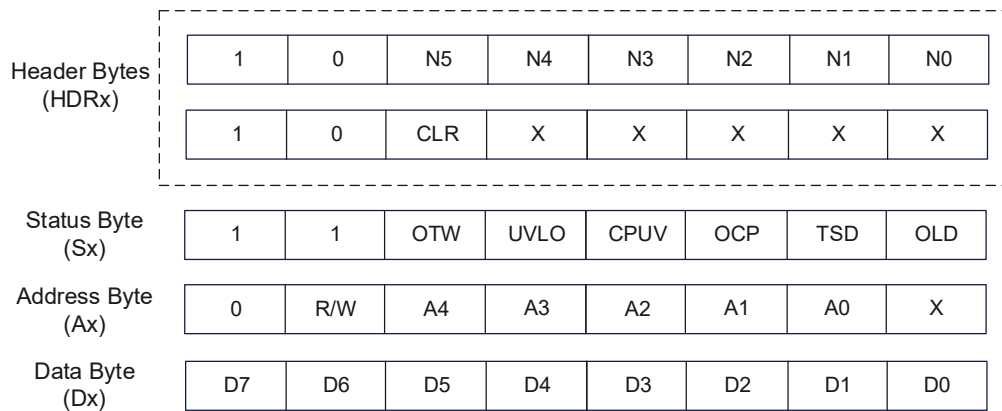 Header Bytes
(HDRx)
1 0 N5 N4 N3 N2 N1 N0
1 0 CLR X X X X X
Status Byte
(Sx)
1 1 OTW UVLO CPUV OCP TSD OLD
Address Byte
(Ax)
0 R/W A4 A3 A2 A1 A0 X
Data Byte
(Dx)
D7 D6 D5 D4 D3 D2 D1 D0